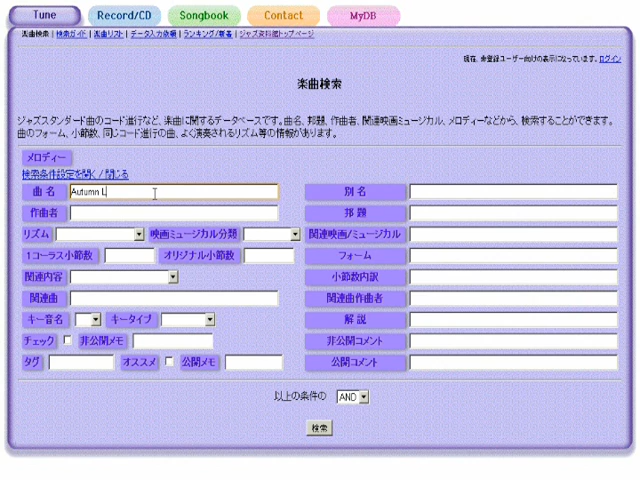 Tune Record/CD Songbook Contact MyDB
楽曲検索 | 検索ガイド | 楽曲リスト | データ入力依頼 | ランキング/新着 | ジャズ資料館トップページ
現在、未登録ユーザー向けの表示になっています。ログイン
楽曲検索
ジャズスタンダード曲のコード進行など、楽曲に関するデータベースです。曲名、邦題、作曲者、関連映画ミュージカル、メロディーなどから、検索することができます。
曲のフォーム、小節数、同じコード進行の曲、よく演奏されるリズム等の情報があります。
メロディー
検索条件設定を開く/閉じる
曲 名 Autumn L 別 名
作曲者 邦 題
リズム 映画ミュージカル分類 関連映画/ミュージカル
1コーラス小節数 オリジナル小節数 フォーム
関連内容 小節数内訳
関連曲 関連曲作曲者
キー音名 キータイプ 解 説
チェック 非公開メモ 非公開コメント
タグ オススメ 公開メモ 公開コメント
以上の条件の AND
検索